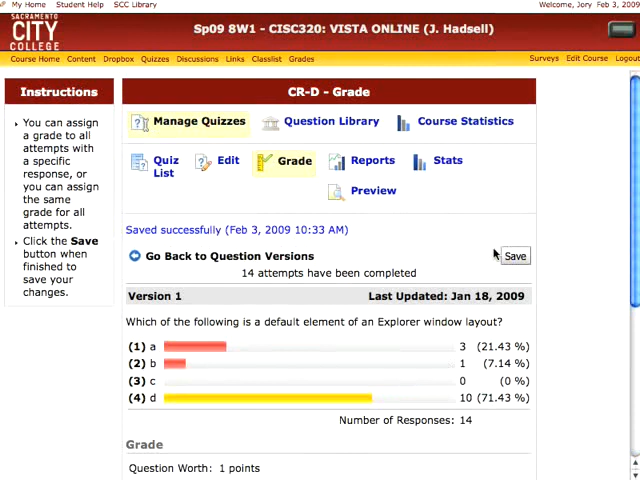 My Home Student Help SCC Library
Welcome, Jory Feb 3, 2009
SACRAMENTO
CITY
COLLEGE
Sp09 8W1 - CISC320: VISTA ONLINE (J. Hadsell)
Course Home Content Dropbox Quizzes Discussions Links Classlist Grades
Surveys Edit Course Logout
Instructions
You can assign
a grade to all
attempts with
a specific
response, or
you can assign
the same
grade for all
attempts.
Click the Save
button when
finished to
save your
changes.
CR-D - Grade
Manage Quizzes Question Library Course Statistics
Quiz List Edit Grade Reports Stats
Preview
Saved successfully (Feb 3, 2009 10:33 AM)
Go Back to Question Versions
Save
14 attempts have been completed
Version 1 Last Updated: Jan 18, 2009
Which of the following is a default element of an Explorer window layout?
(1) a 3 (21.43 %)
(2) b 1 (7.14 %)
(3) c 0 (0 %)
(4) d 10 (71.43 %)
Number of Responses: 14
Grade
Question Worth: 1 points